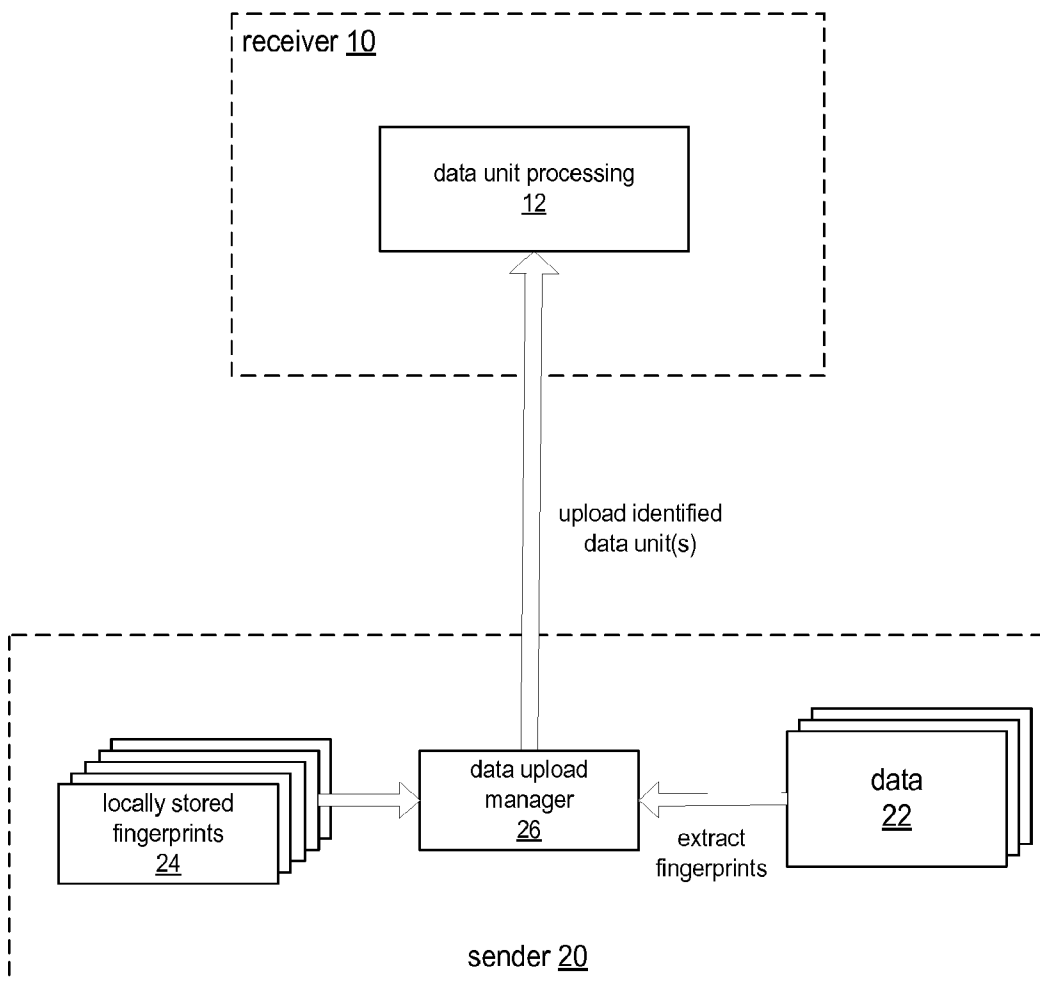 receiver 10
data unit processing
12
upload identified
data unit(s)
locally stored
fingerprints
24
data upload
manager
26
extract
fingerprints
data
22
sender 20